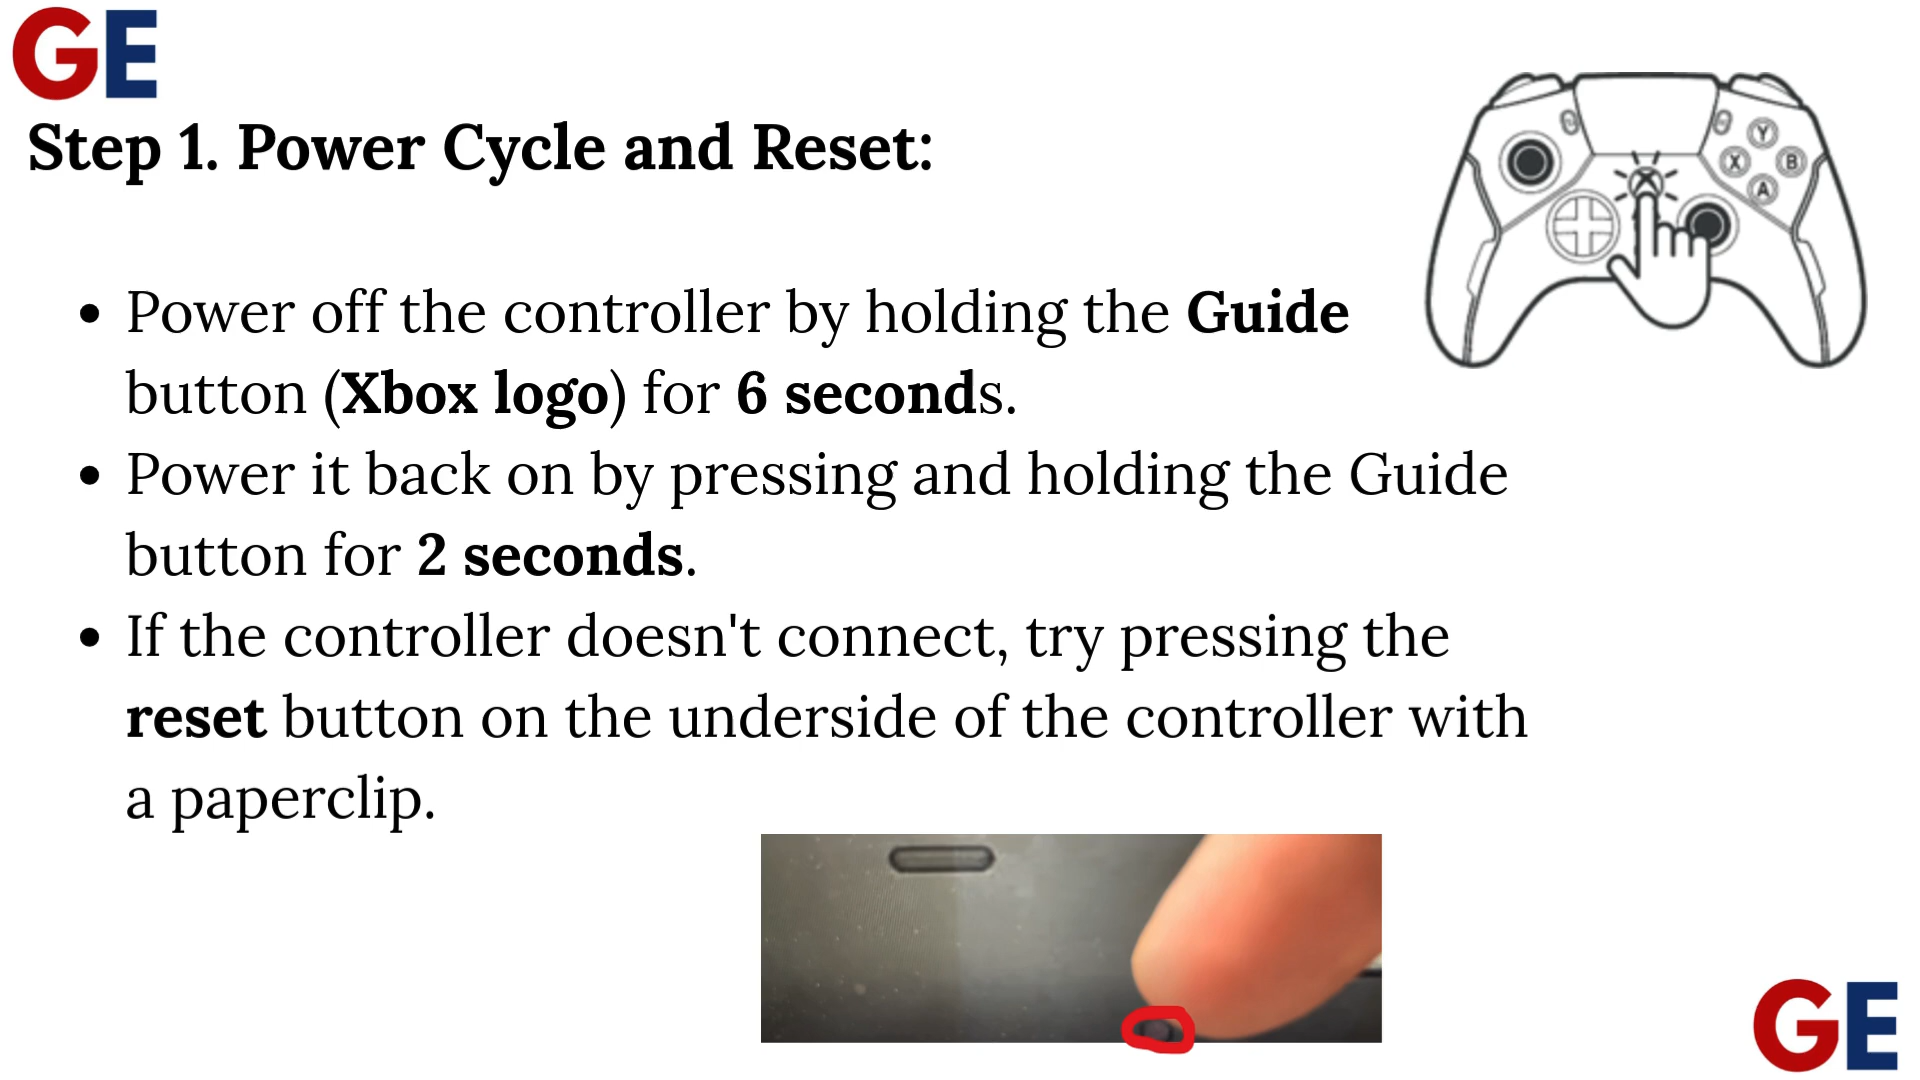 GE
Step 1. Power Cycle and Reset:
Y
X B
A
Power off the controller by holding the Guide
button (Xbox logo) for 6 seconds.
Power it back on by pressing and holding the Guide
button for 2 seconds.
If the controller doesn't connect, try pressing the
reset button on the underside of the controller with
a paperclip.
GE